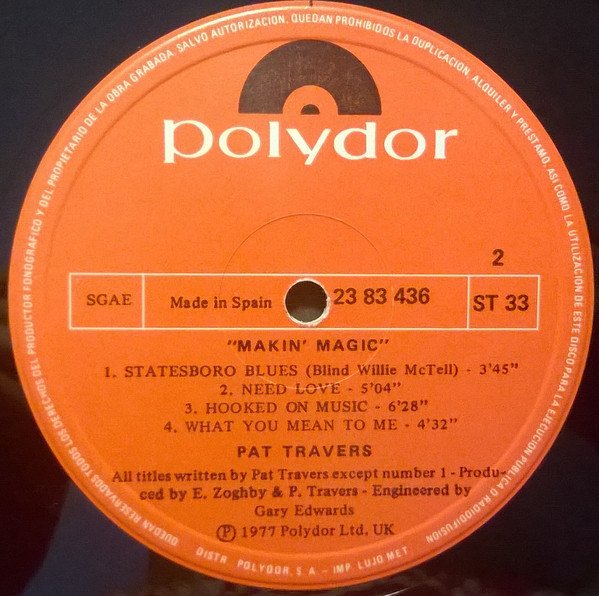 QUEDAN RESERVADOS TODOS LOS DERECHOS DEL PRODUCTOR FONOGRAFICO Y DEL PROPIETARIO DE LA OBRA GRABADA. SALVO AUTORIZACION, QUEDAN PROHIBIDOS LA DUPLICACION, ALQUILER Y PRESTAMO, ASI COMO LA UTILIZACION DE ESTE DISCO PARA LA EJECUCION PUBLICA O RADIODIFUSION
polydor
2
SGAE Made in Spain 23 83 436 ST 33
"MAKIN' MAGIC"
1. STATESBORO BLUES (Blind Willie McTell) - 3'45"
2. NEED LOVE - 5'04"
3. HOOKED ON MUSIC - 6'28"
4. WHAT YOU MEAN TO ME - 4'32"
PAT TRAVERS
All titles written by Pat Travers except number 1 - Produ-
ced by E. Zoghby & P. Travers - Engineered by
Gary Edwards
Ⓟ 1977 Polydor Ltd, UK
DISTR POLYDOR, S. A. - IMP. LUJO MET.